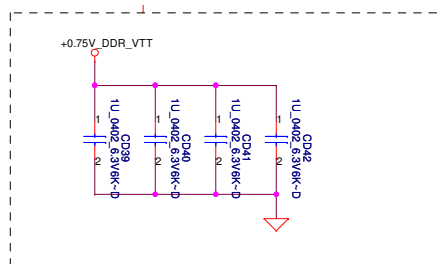 +0.75V_DDR_VTT
1
2
CD39
1U_0402_6.3V6K~D
1
2
CD40
1U_0402_6.3V6K~D
1
2
CD41
1U_0402_6.3V6K~D
1
2
CD42
1U_0402_6.3V6K~D